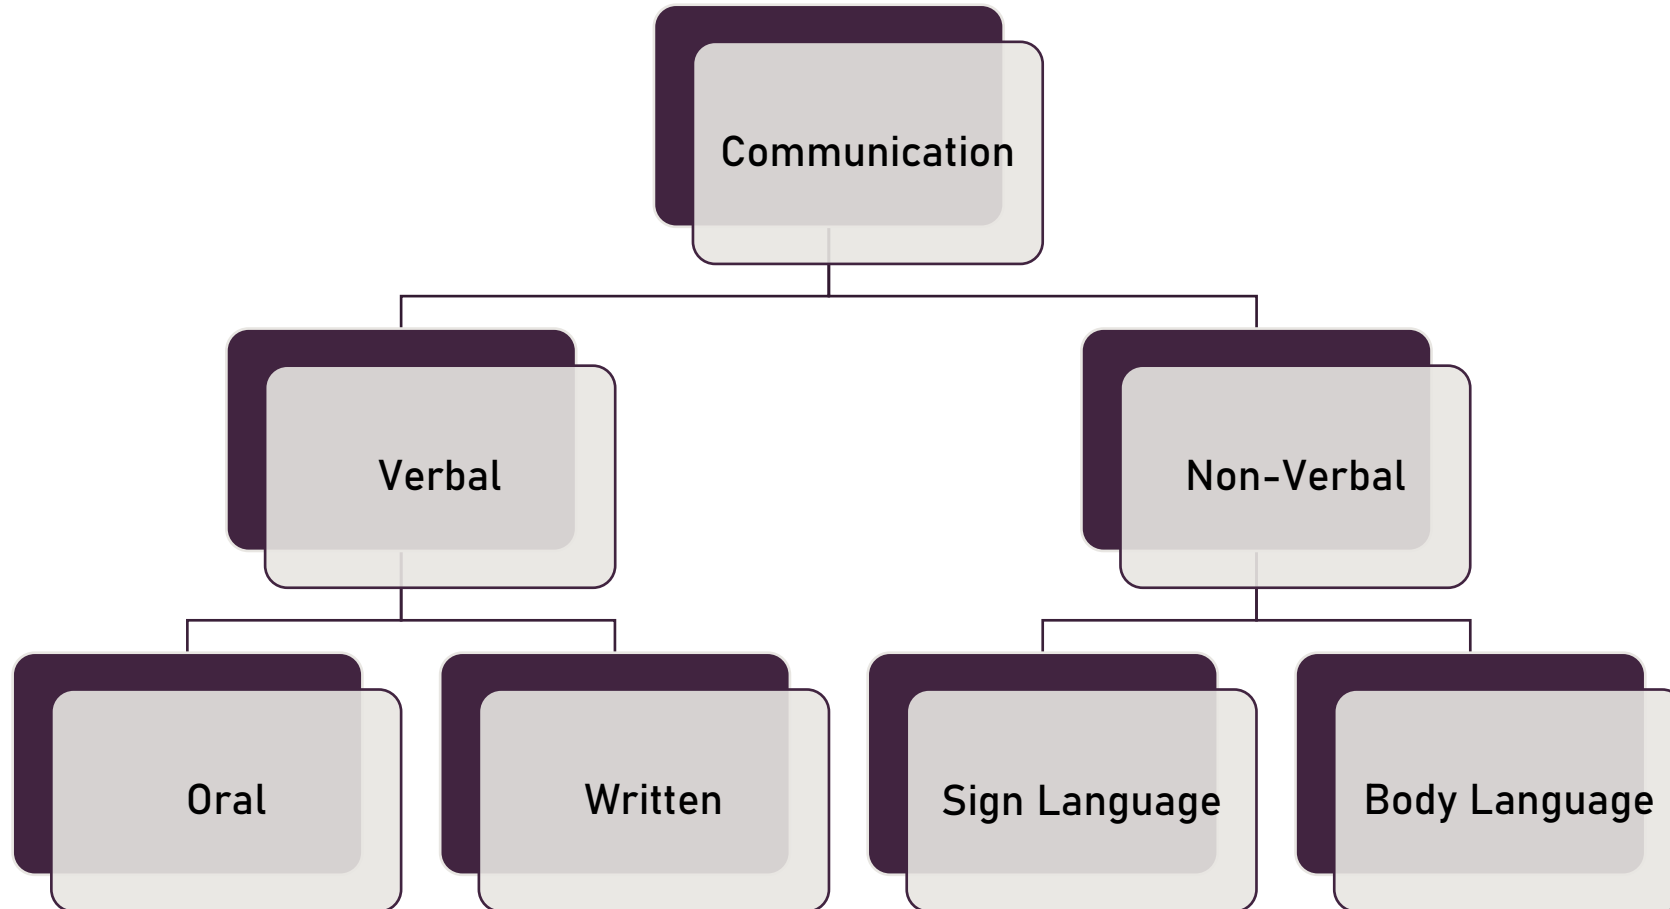 Communication
Verbal
Non-Verbal
Oral
Written
Sign Language
Body Language